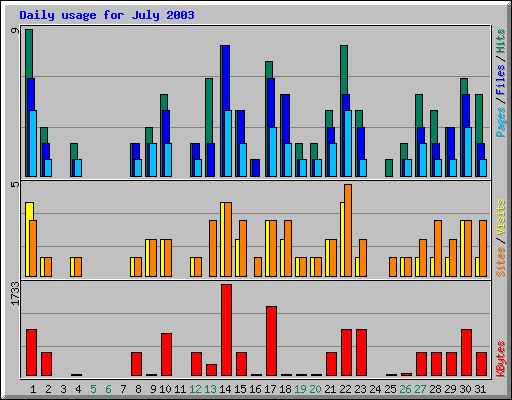 Daily usage for July 2003
9
5
1733
Pages / Files / Hits
Sites / Visits
KBytes
1 2 3 4 5 6 7 8 9 10 11 12 13 14 15 16 17 18 19 20 21 22 23 24 25 26 27 28 29 30 31